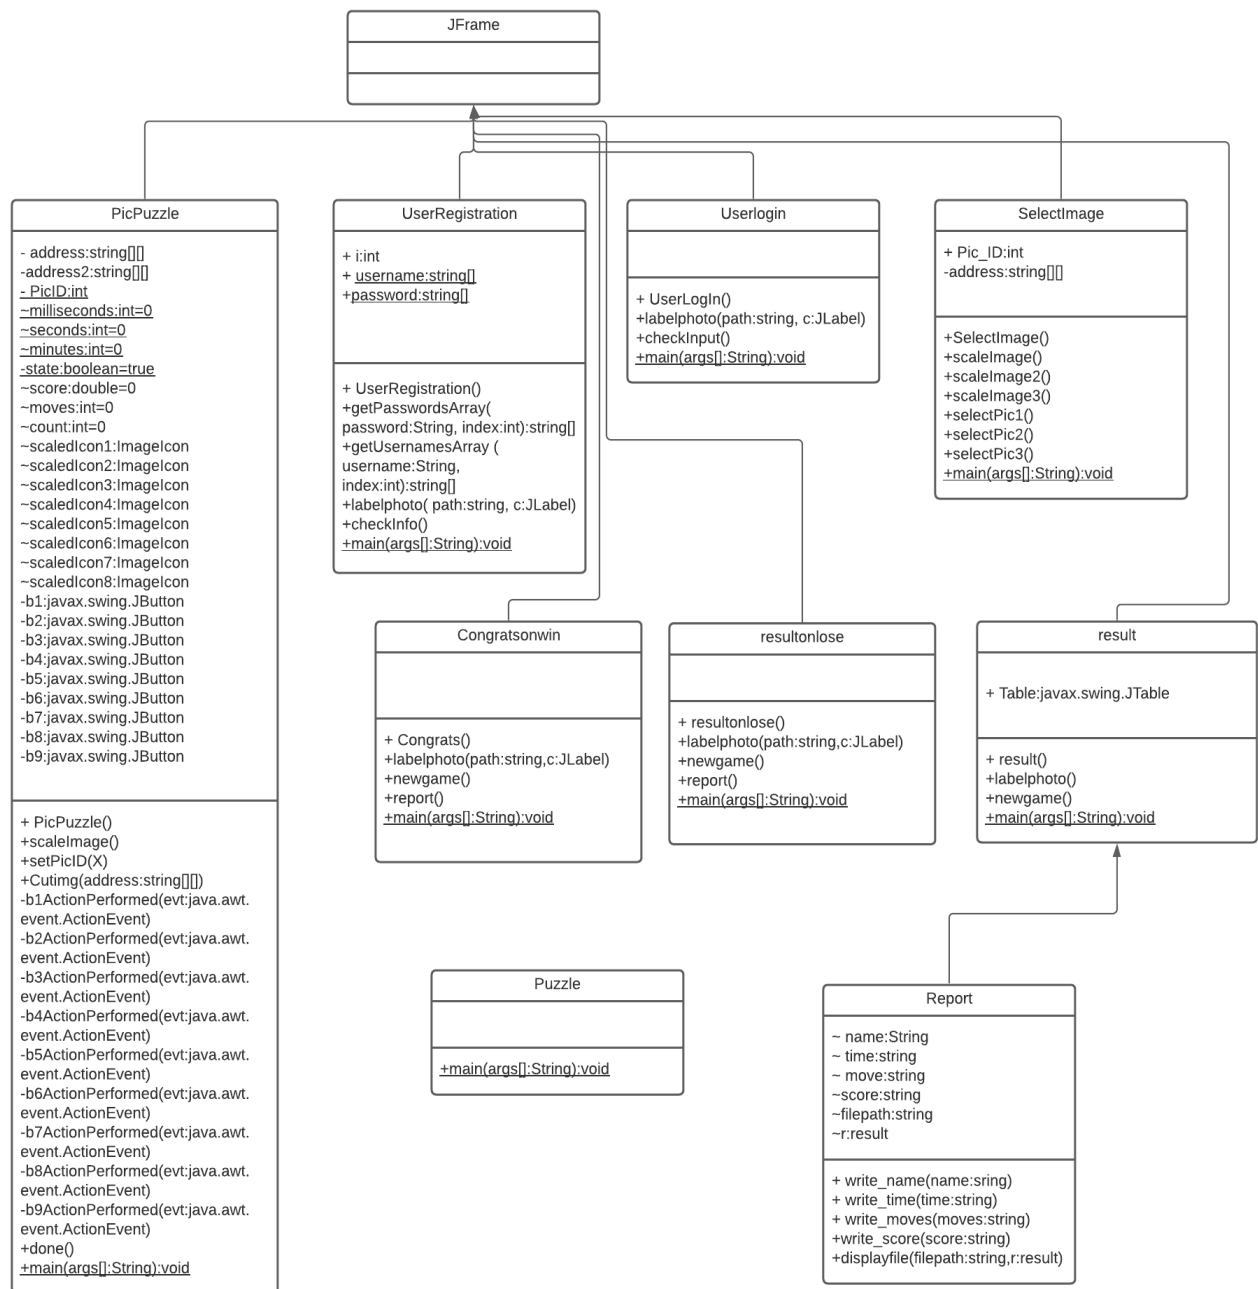 JFrame
PicPuzzle
- address:string[][]
-address2:string[][]
- PicID:int
~milliseconds:int=0
~seconds:int=0
~minutes:int=0
-state:boolean=true
~score:double=0
~moves:int=0
~count:int=0
~scaledIcon1:ImageIcon
~scaledIcon2:ImageIcon
~scaledIcon3:ImageIcon
~scaledIcon4:ImageIcon
~scaledIcon5:ImageIcon
~scaledIcon6:ImageIcon
~scaledIcon7:ImageIcon
~scaledIcon8:ImageIcon
-b1:javax.swing.JButton
-b2:javax.swing.JButton
-b3:javax.swing.JButton
-b4:javax.swing.JButton
-b5:javax.swing.JButton
-b6:javax.swing.JButton
-b7:javax.swing.JButton
-b8:javax.swing.JButton
-b9:javax.swing.JButton
+ PicPuzzle()
+scaleImage()
+setPicID(X)
+Cutimg(address:string[][])
-b1ActionPerformed(evt:java.awt.
event.ActionEvent)
-b2ActionPerformed(evt:java.awt.
event.ActionEvent)
-b3ActionPerformed(evt:java.awt.
event.ActionEvent)
-b4ActionPerformed(evt:java.awt.
event.ActionEvent)
-b5ActionPerformed(evt:java.awt.
event.ActionEvent)
-b6ActionPerformed(evt:java.awt.
event.ActionEvent)
-b7ActionPerformed(evt:java.awt.
event.ActionEvent)
-b8ActionPerformed(evt:java.awt.
event.ActionEvent)
-b9ActionPerformed(evt:java.awt.
event.ActionEvent)
+done()
+main(args[]:String):void
UserRegistration
+ i:int
+ username:string[]
+password:string[]
+ UserRegistration()
+getPasswordsArray(
password:String, index:int):string[]
+getUsernamesArray (
username:String,
index:int):string[]
+labelphoto( path:string, c:JLabel)
+checkInfo()
+main(args[]:String):void
Userlogin
+ UserLogIn()
+labelphoto(path:string, c:JLabel)
+checkInput()
+main(args[]:String):void
SelectImage
+ Pic_ID:int
-address:string[][]
+SelectImage()
+scaleImage()
+scaleImage2()
+scaleImage3()
+selectPic1()
+selectPic2()
+selectPic3()
+main(args[]:String):void
Congratsonwin
+ Congrats()
+labelphoto(path:string,c:JLabel)
+newgame()
+report()
+main(args[]:String):void
resultonlose
+ resultonlose()
+labelphoto(path:string,c:JLabel)
+newgame()
+report()
+main(args[]:String):void
result
+ Table:javax.swing.JTable
+ result()
+labelphoto()
+newgame()
+main(args[]:String):void
Puzzle
+main(args[]:String):void
Report
~ name:String
~ time:string
~ move:string
~score:string
~filepath:string
~r:result
+ write_name(name:sring)
+ write_time(time:string)
+ write_moves(moves:string)
+write_score(score:string)
+displayfile(filepath:string,r:result)